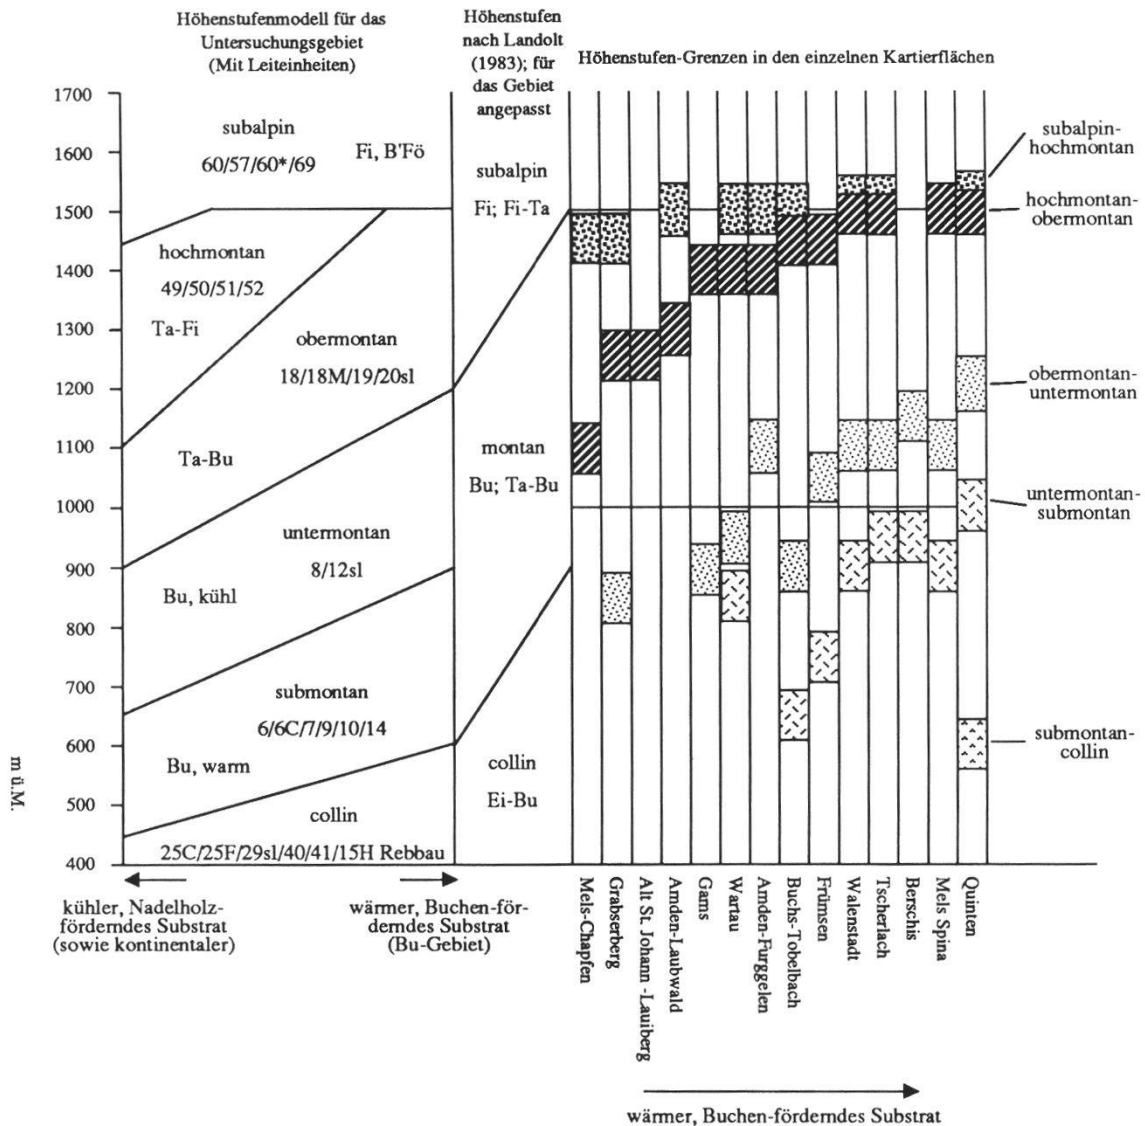 Höhenstufenmodell für das
Untersuchungsgebiet
(Mit Leiteinheiten)
Höhenstufen
nach Landolt
(1983); für
das Gebiet
angepasst
Höhenstufen-Grenzen in den einzelnen Kartierflächen
1700
1600
1500
1400
1300
1200
1100
1000
900
800
700
600
500
400
m ü.M.
subalpin
60/57/60*/69
Fi, B'Fö
hochmontan
49/50/51/52
Ta-Fi
obermontan
18/18M/19/20sl
Ta-Bu
untermontan
8/12sl
Bu, kühl
submontan
6/6C/7/9/10/14
Bu, warm
collin
25C/25F/29sl/40/41/15H Rebbau
subalpin
Fi; Fi-Ta
montan
Bu; Ta-Bu
collin
Ei-Bu
subalpin-
hochmontan
hochmontan-
obermontan
obermontan-
untermontan
untermontan-
submontan
submontan-
collin
kühler, Nadelholz-
förderndes Substrat
(sowie kontinentaler)
wärmer, Buchen-för-
derndes Substrat
(Bu-Gebiet)
Mels-Chapfen
Grabserberg
Alt St. Johann -Lauiberg
Amden-Laubwald
Gams
Wartau
Amden-Furggelen
Buchs-Tobelbach
Frümsen
Walenstadt
Tscherlach
Berschis
Mels Spina
Quinten
wärmer, Buchen-förderndes Substrat